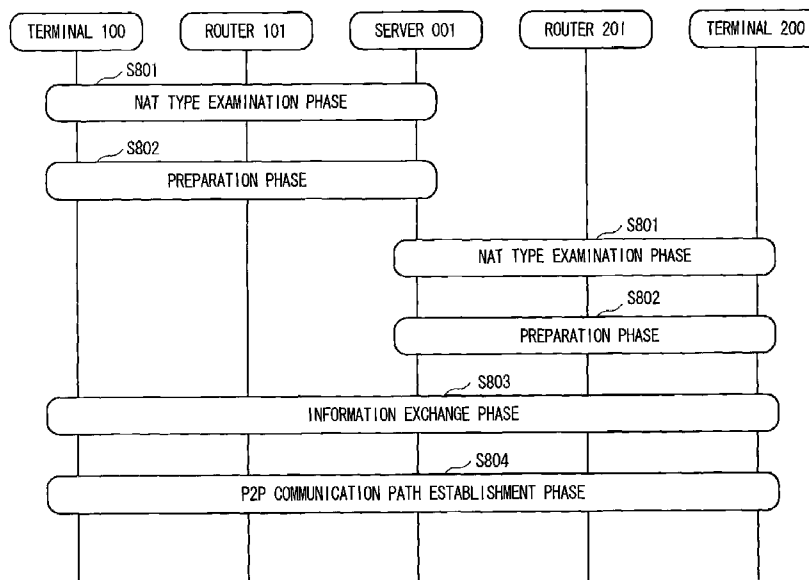 TERMINAL 100
ROUTER 101
SERVER 001
ROUTER 201
TERMINAL 200
S801
NAT TYPE EXAMINATION PHASE
S802
PREPARATION PHASE
S801
NAT TYPE EXAMINATION PHASE
S802
PREPARATION PHASE
S803
INFORMATION EXCHANGE PHASE
S804
P2P COMMUNICATION PATH ESTABLISHMENT PHASE